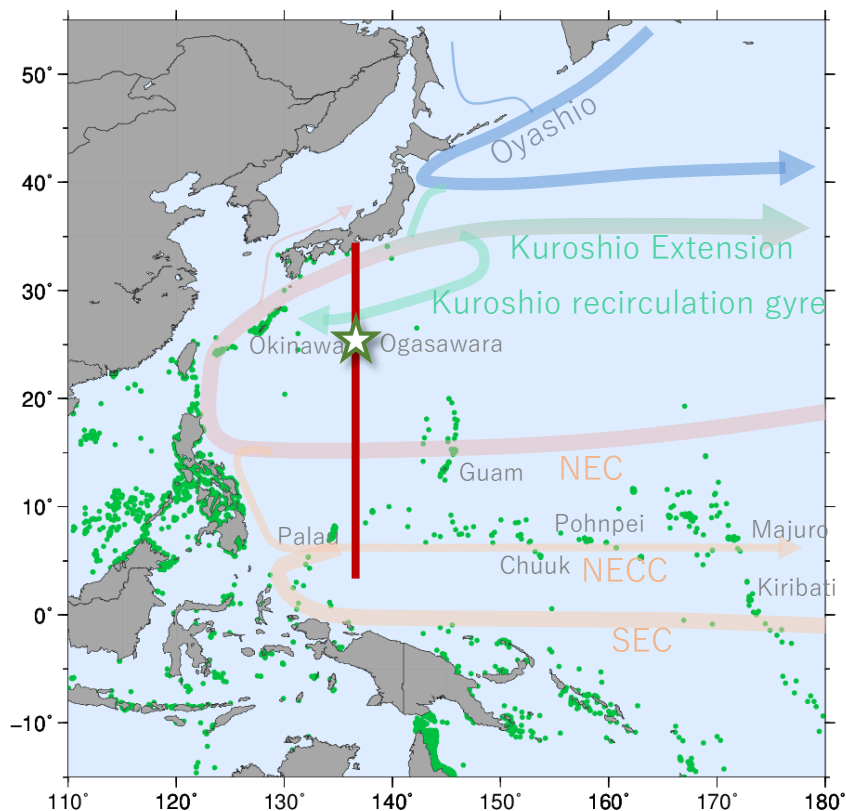 50°
40°
30°
20°
10°
0°
−10°
110°
120°
130°
140°
150°
160°
170°
180°
Oyashio
Kuroshio Extension
Kuroshio recirculation gyre
Okinawa
Ogasawara
Guam
NEC
Palau
Pohnpei
Majuro
Chuuk
NECC
Kiribati
SEC